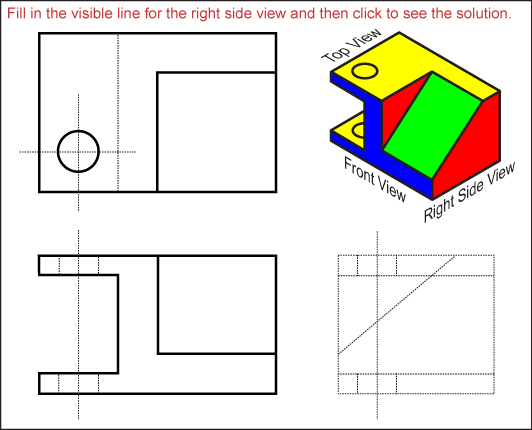 Fill in the visible line for the right side view and then click to see the solution.
Top View
Front View
Right Side View